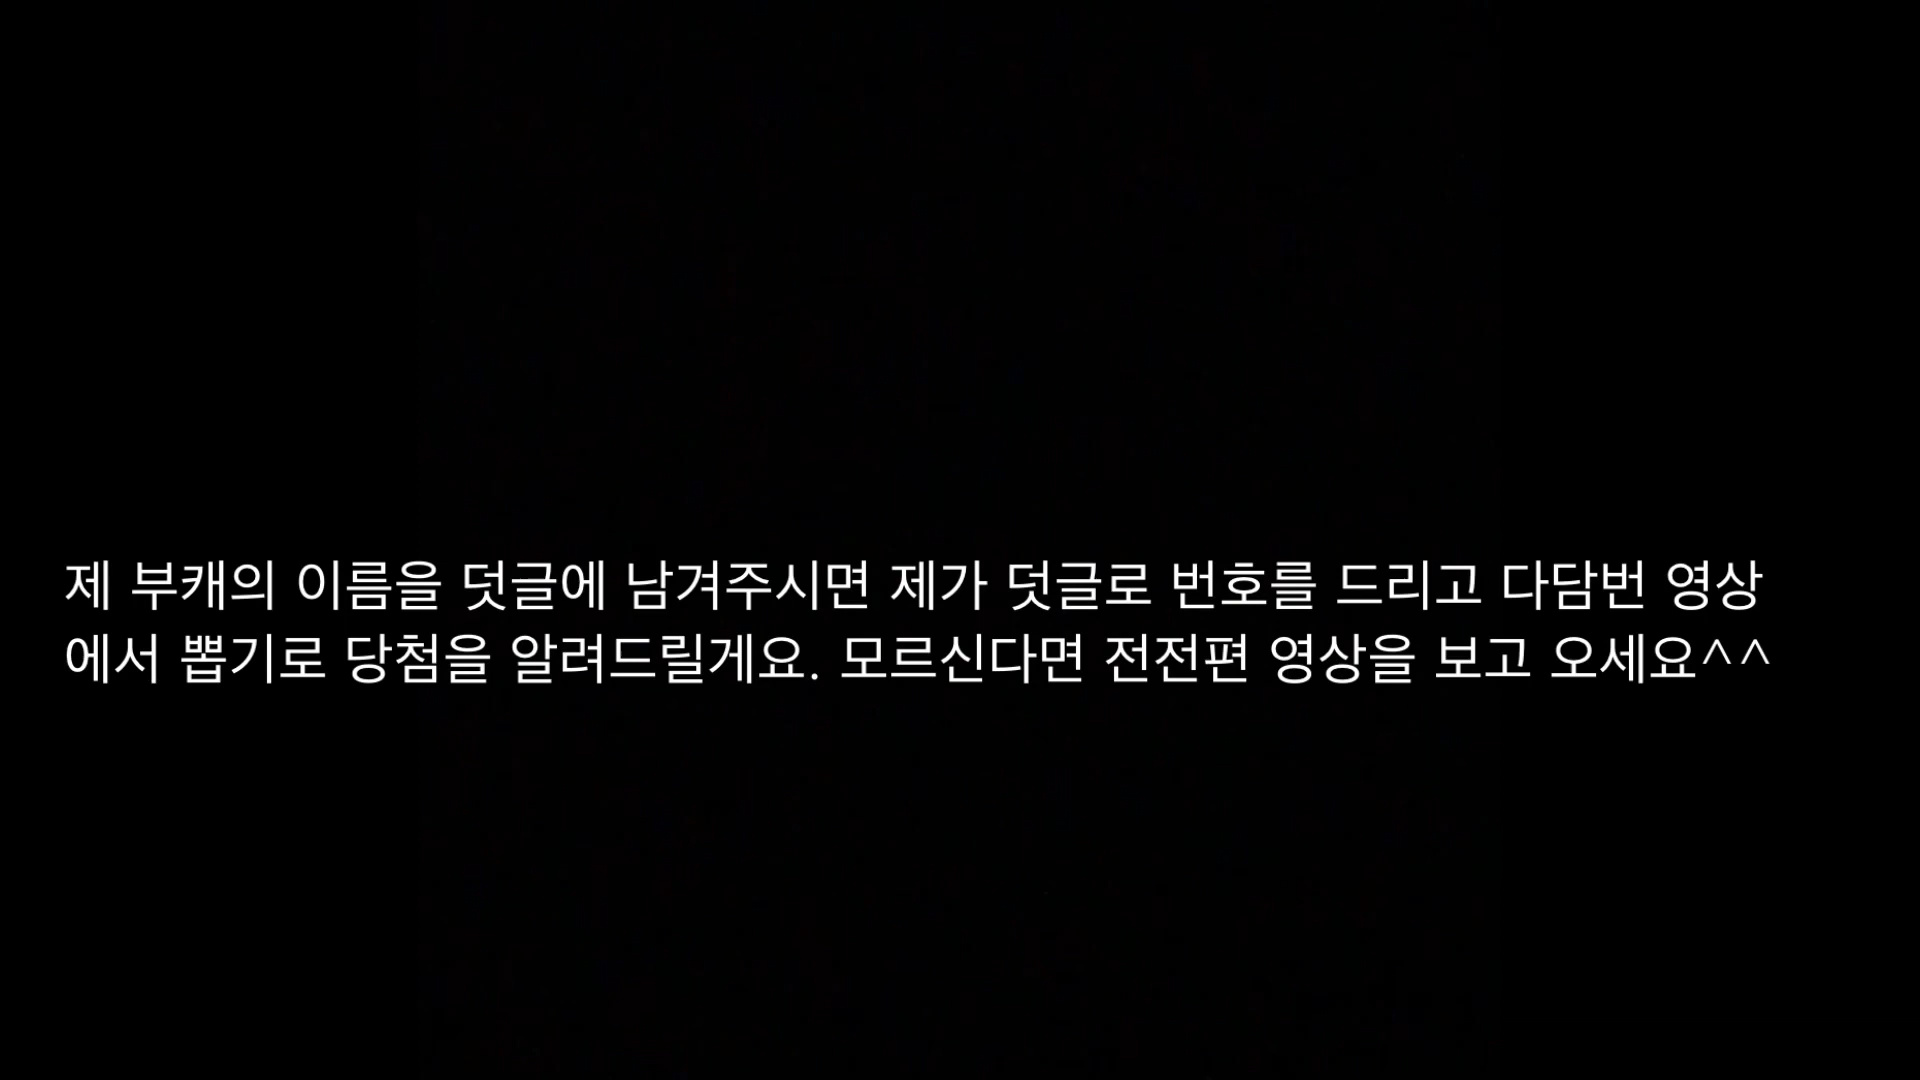 제 부캐의 이름을 덧글에 남겨주시면 제가 덧글로 번호를 드리고 다담번 영상
에서 뽑기로 당첨을 알려드릴게요. 모르신다면 전전편 영상을 보고 오세요^^